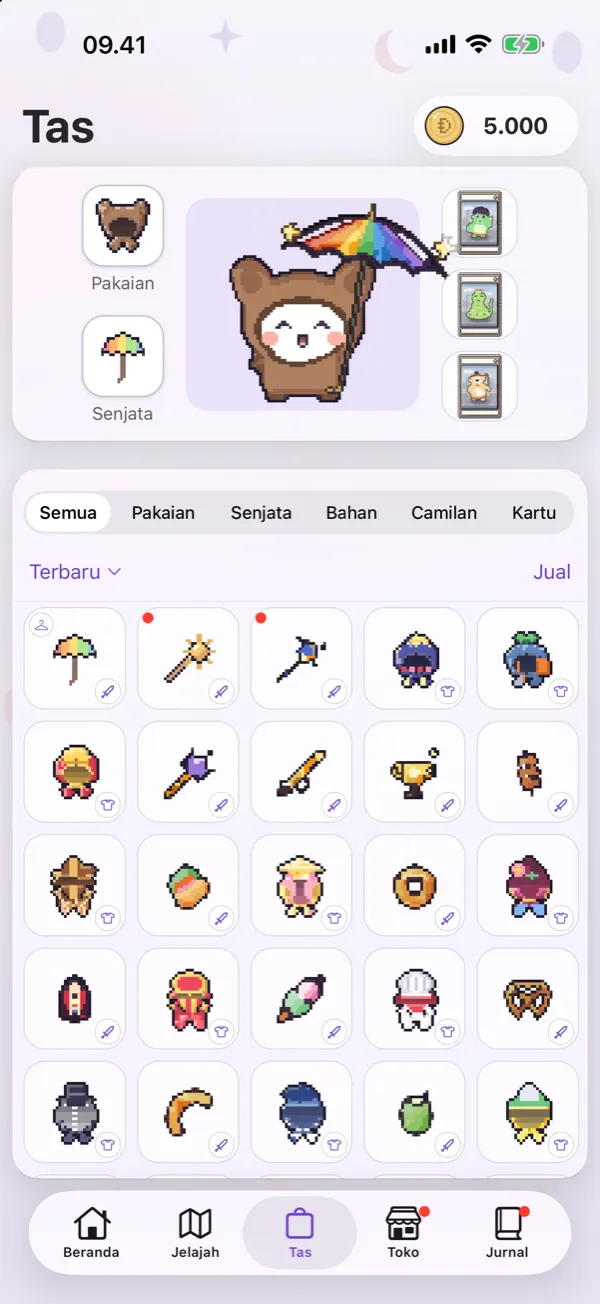 09.41
Tas
5.000
Pakaian
Senjata
Semua Pakaian Senjata Bahan Camilan Kartu
Terbaru Jual
Beranda Jelajah Tas Toko Jurnal